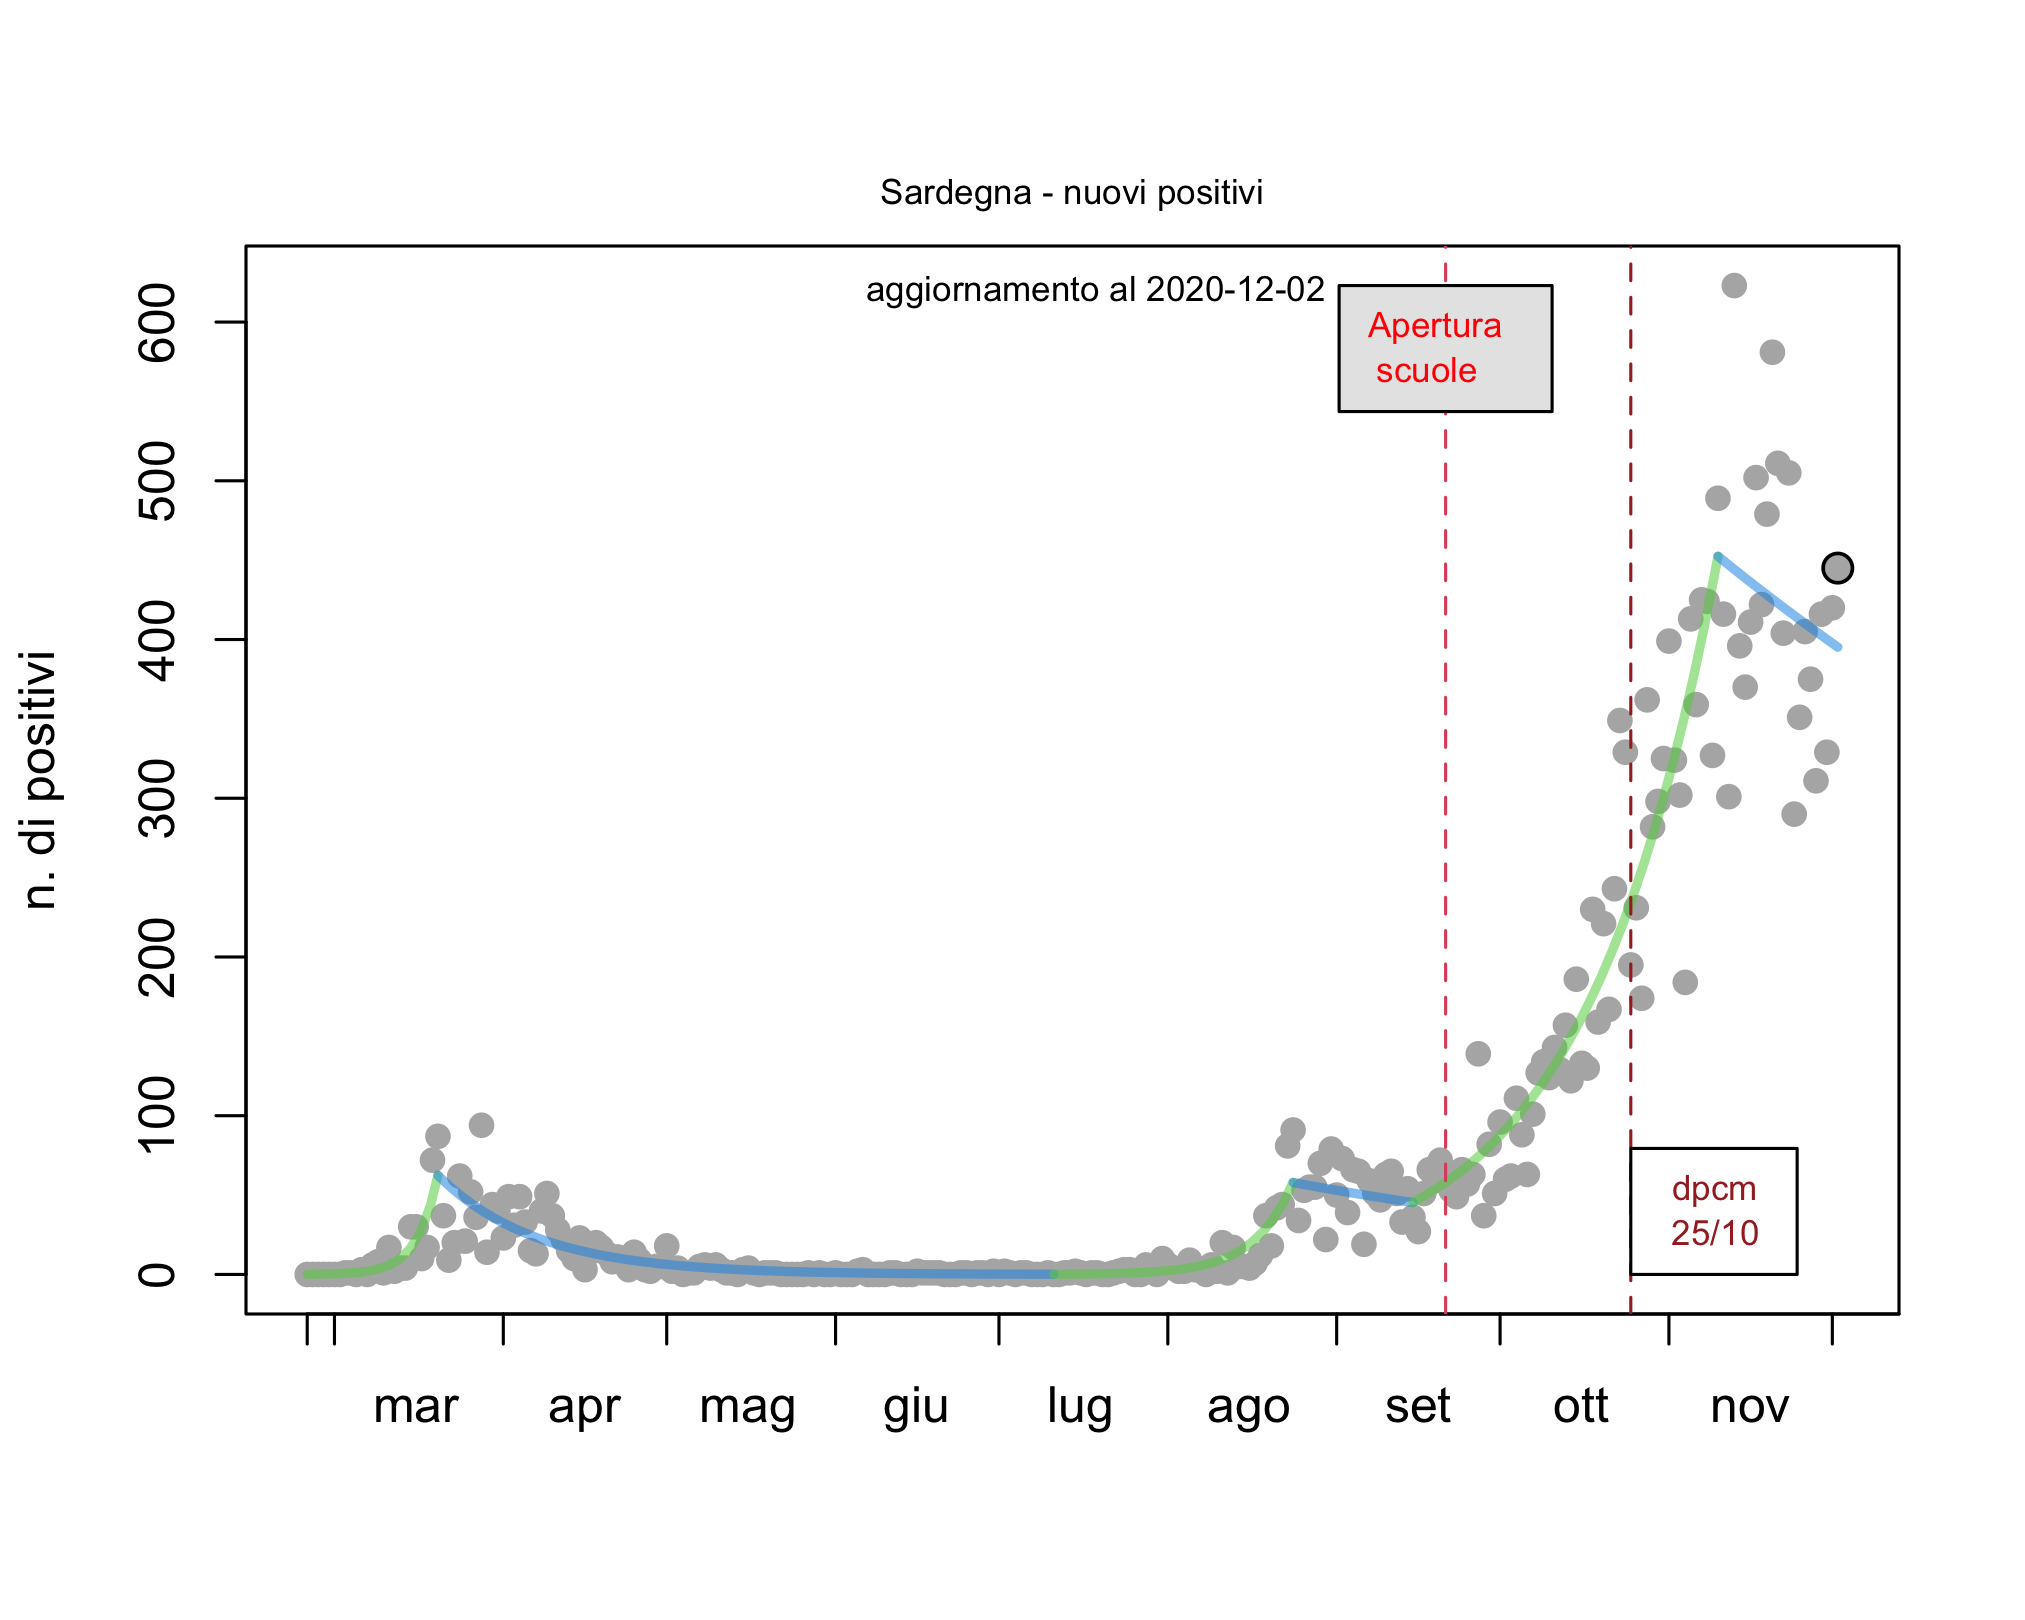 Sardegna - nuovi positivi
aggiornamento al 2020-12-02
Apertura
scuole
n. di positivi
600
500
400
300
200
100
0
dpcm
25/10
mar apr mag giu lug ago set ott nov